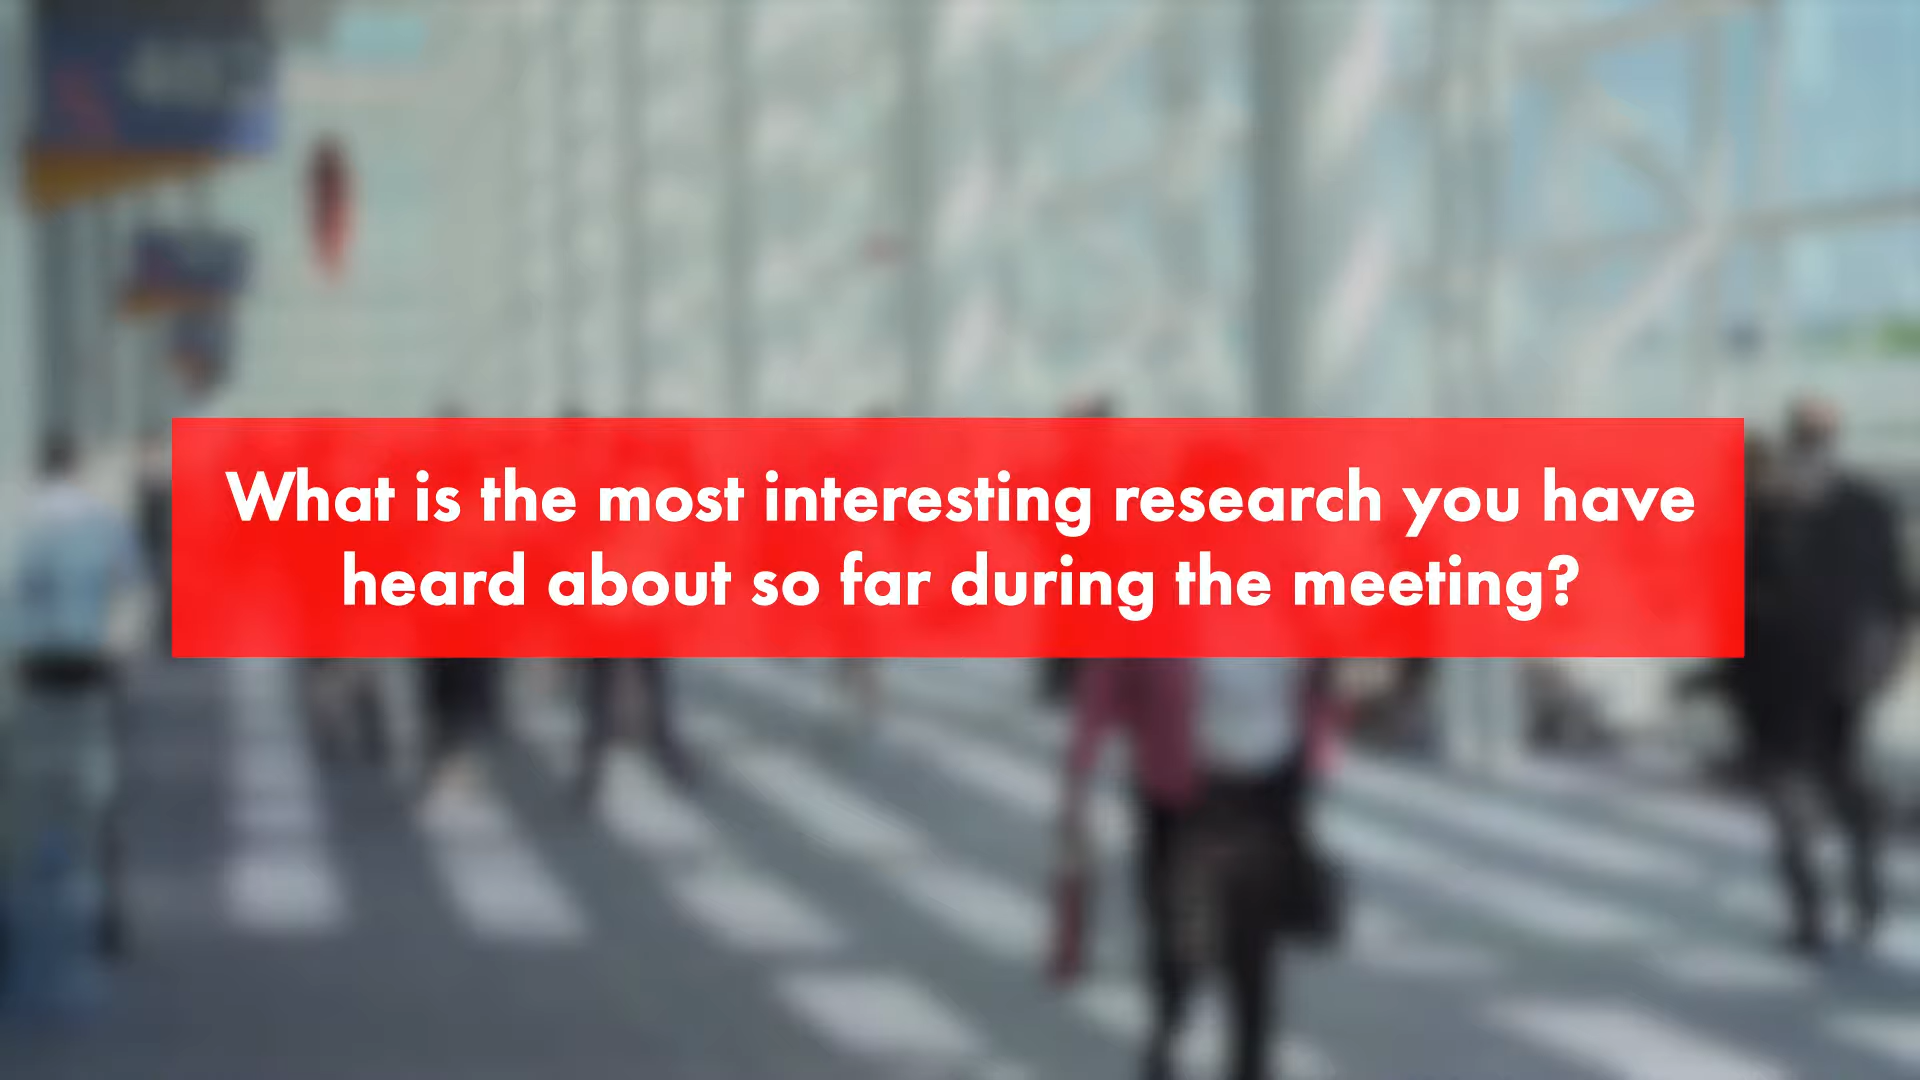 What is the most interesting research you have
heard about so far during the meeting?